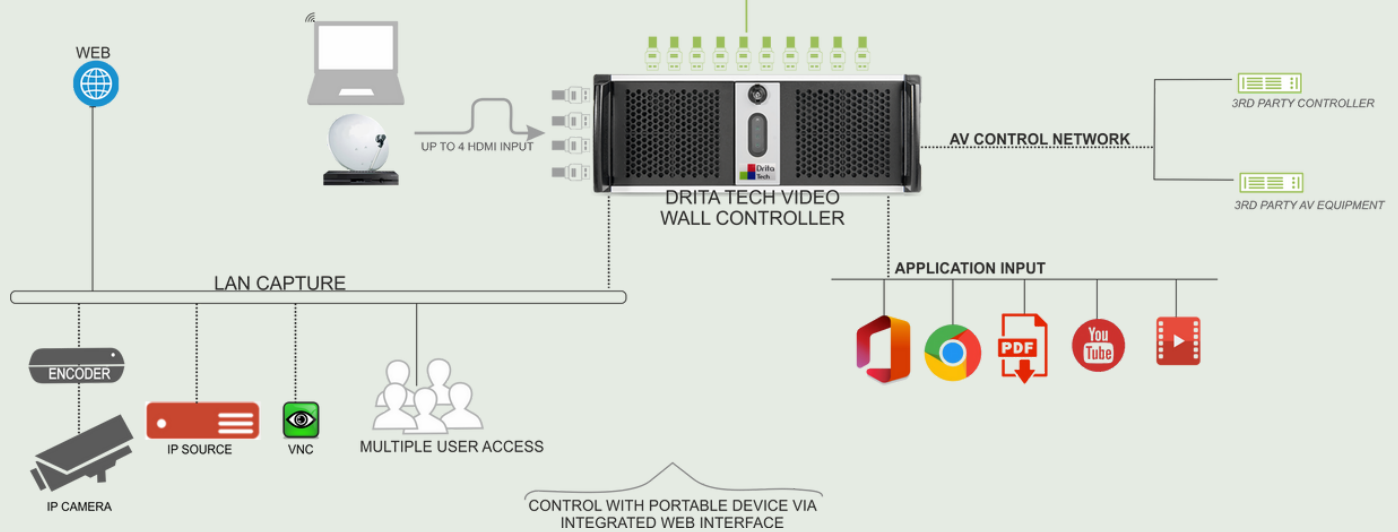 WEB
UP TO 4 HDMI INPUT
Drita
Tech
DRITA TECH VIDEO
WALL CONTROLLER
AV CONTROL NETWORK
3RD PARTY CONTROLLER
3RD PARTY AV EQUIPMENT
LAN CAPTURE
APPLICATION INPUT
ENCODER
IP CAMERA
IP SOURCE
VNC
MULTIPLE USER ACCESS
PDF
You
Tube
CONTROL WITH PORTABLE DEVICE VIA
INTEGRATED WEB INTERFACE